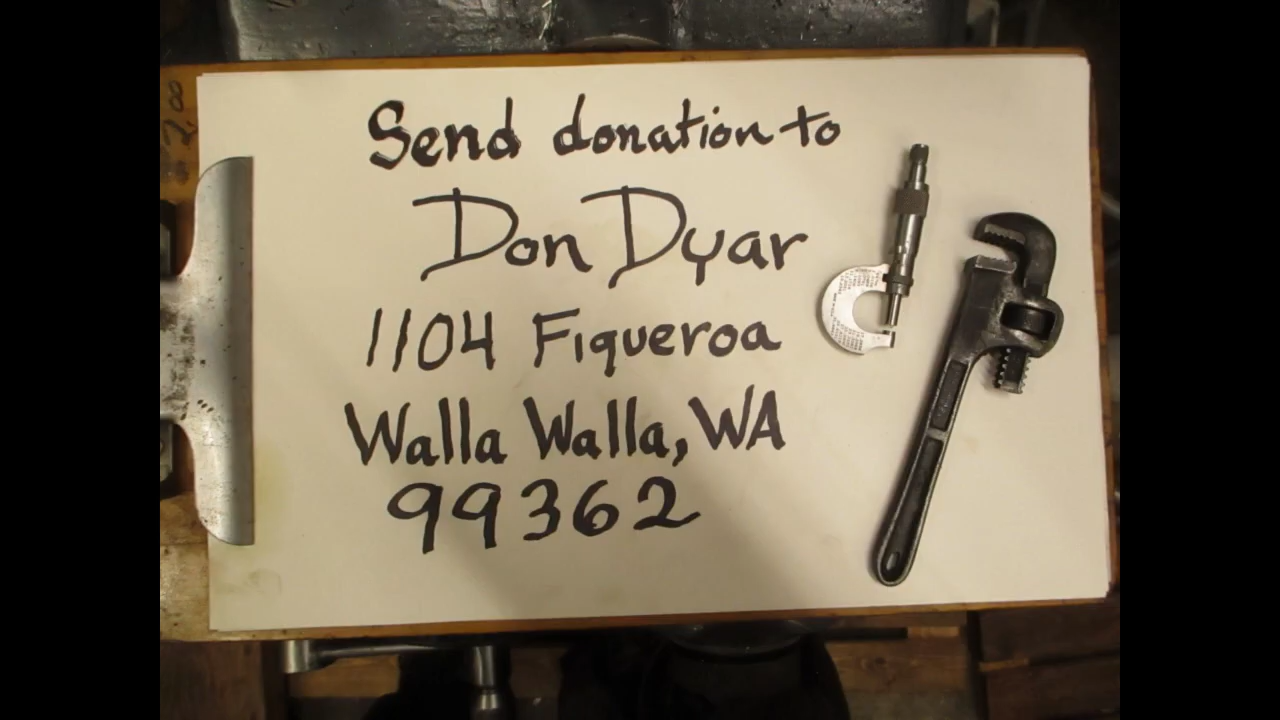 Send donation to
Don Dyar
1104 Figueroa
Walla Walla, WA
99362